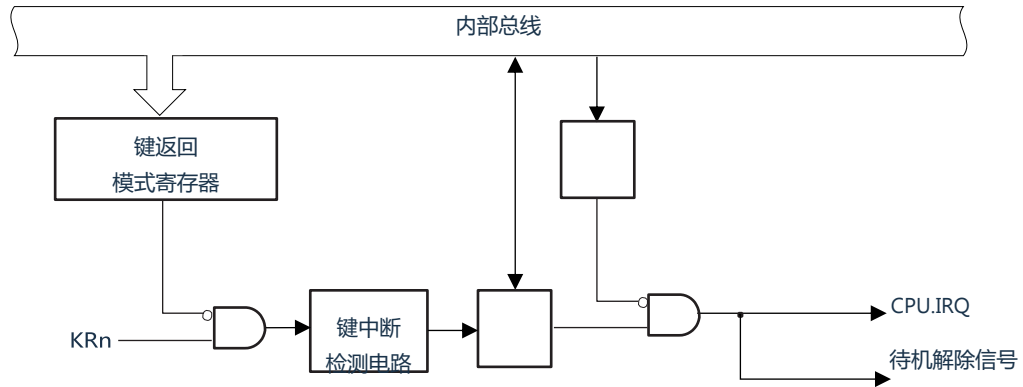 内部总线
键返回
模式寄存器
KRn
键中断
检测电路
CPU.IRQ
待机解除信号